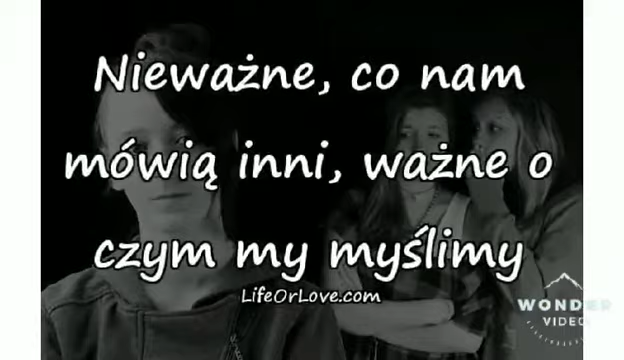 Nieważne, co nam
mówią inni, ważne o
czym my myślimy
LifeOrLove.com
WONDER
VIDEO